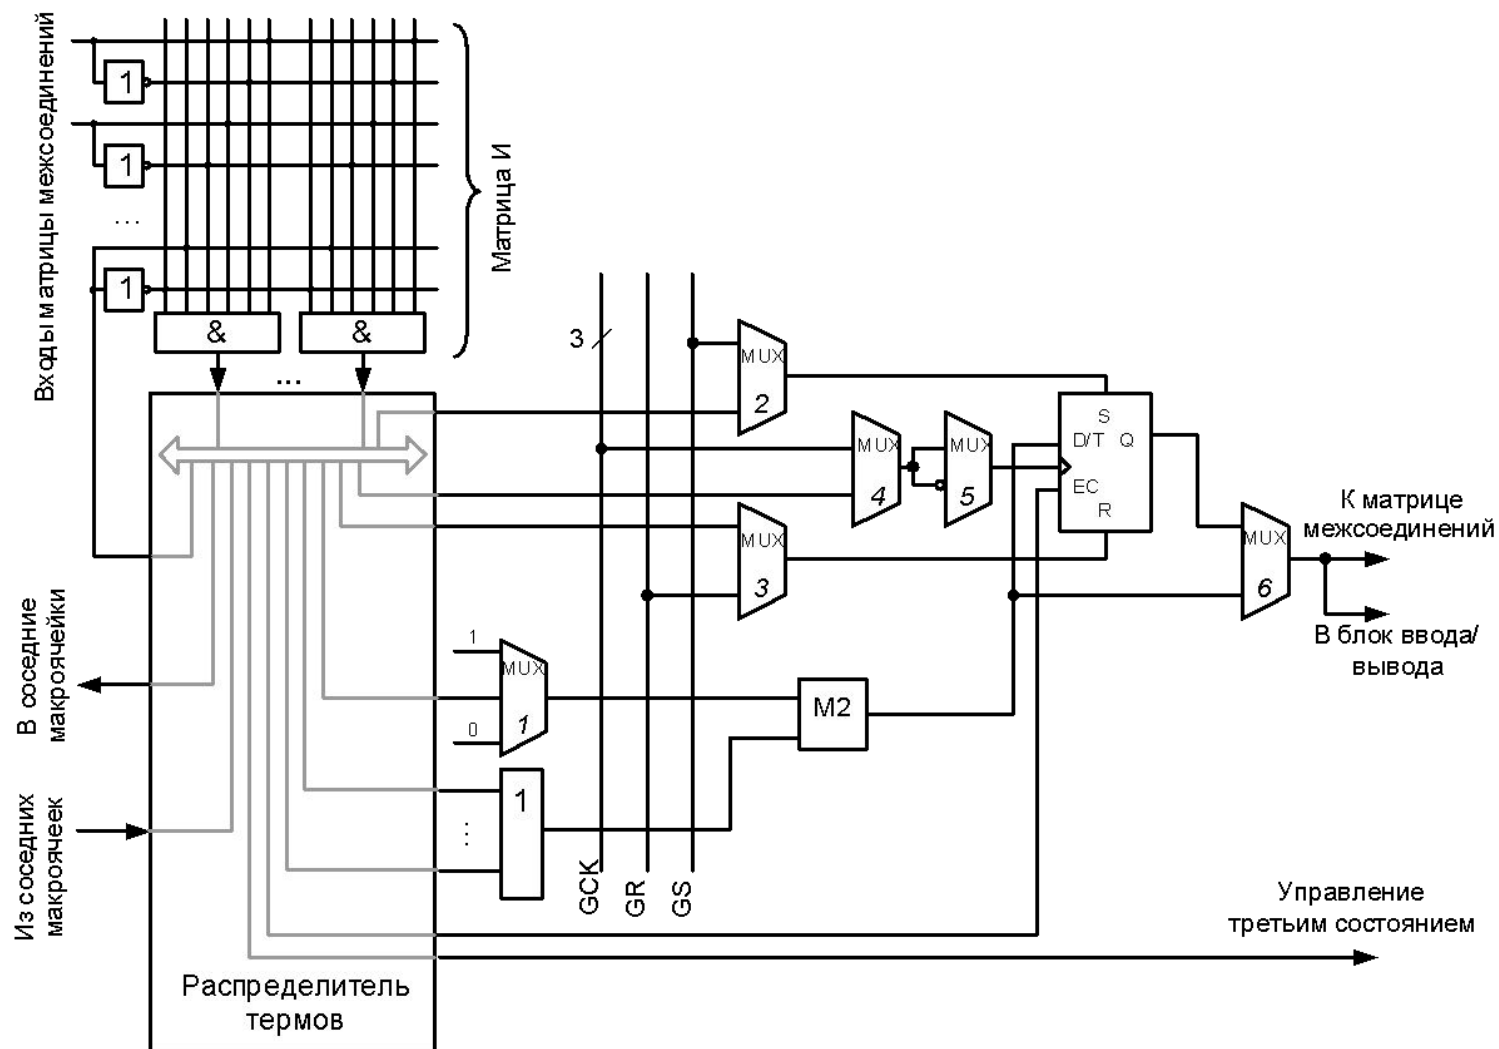 Входы матрицы межсоединений
1
1
...
1
&
&
...
Матрица И
3
MUX
2
MUX
4
MUX
5
S
D/T Q
EC
R
MUX
3
MUX
6
К матрице
межсоединений
В блок ввода/
вывода
В соседние
макроячейки
1
MUX
1
0
M2
Из соседних
макроячеек
1
...
GCK
GR
GS
Управление
третьим состоянием
Распределитель
термов